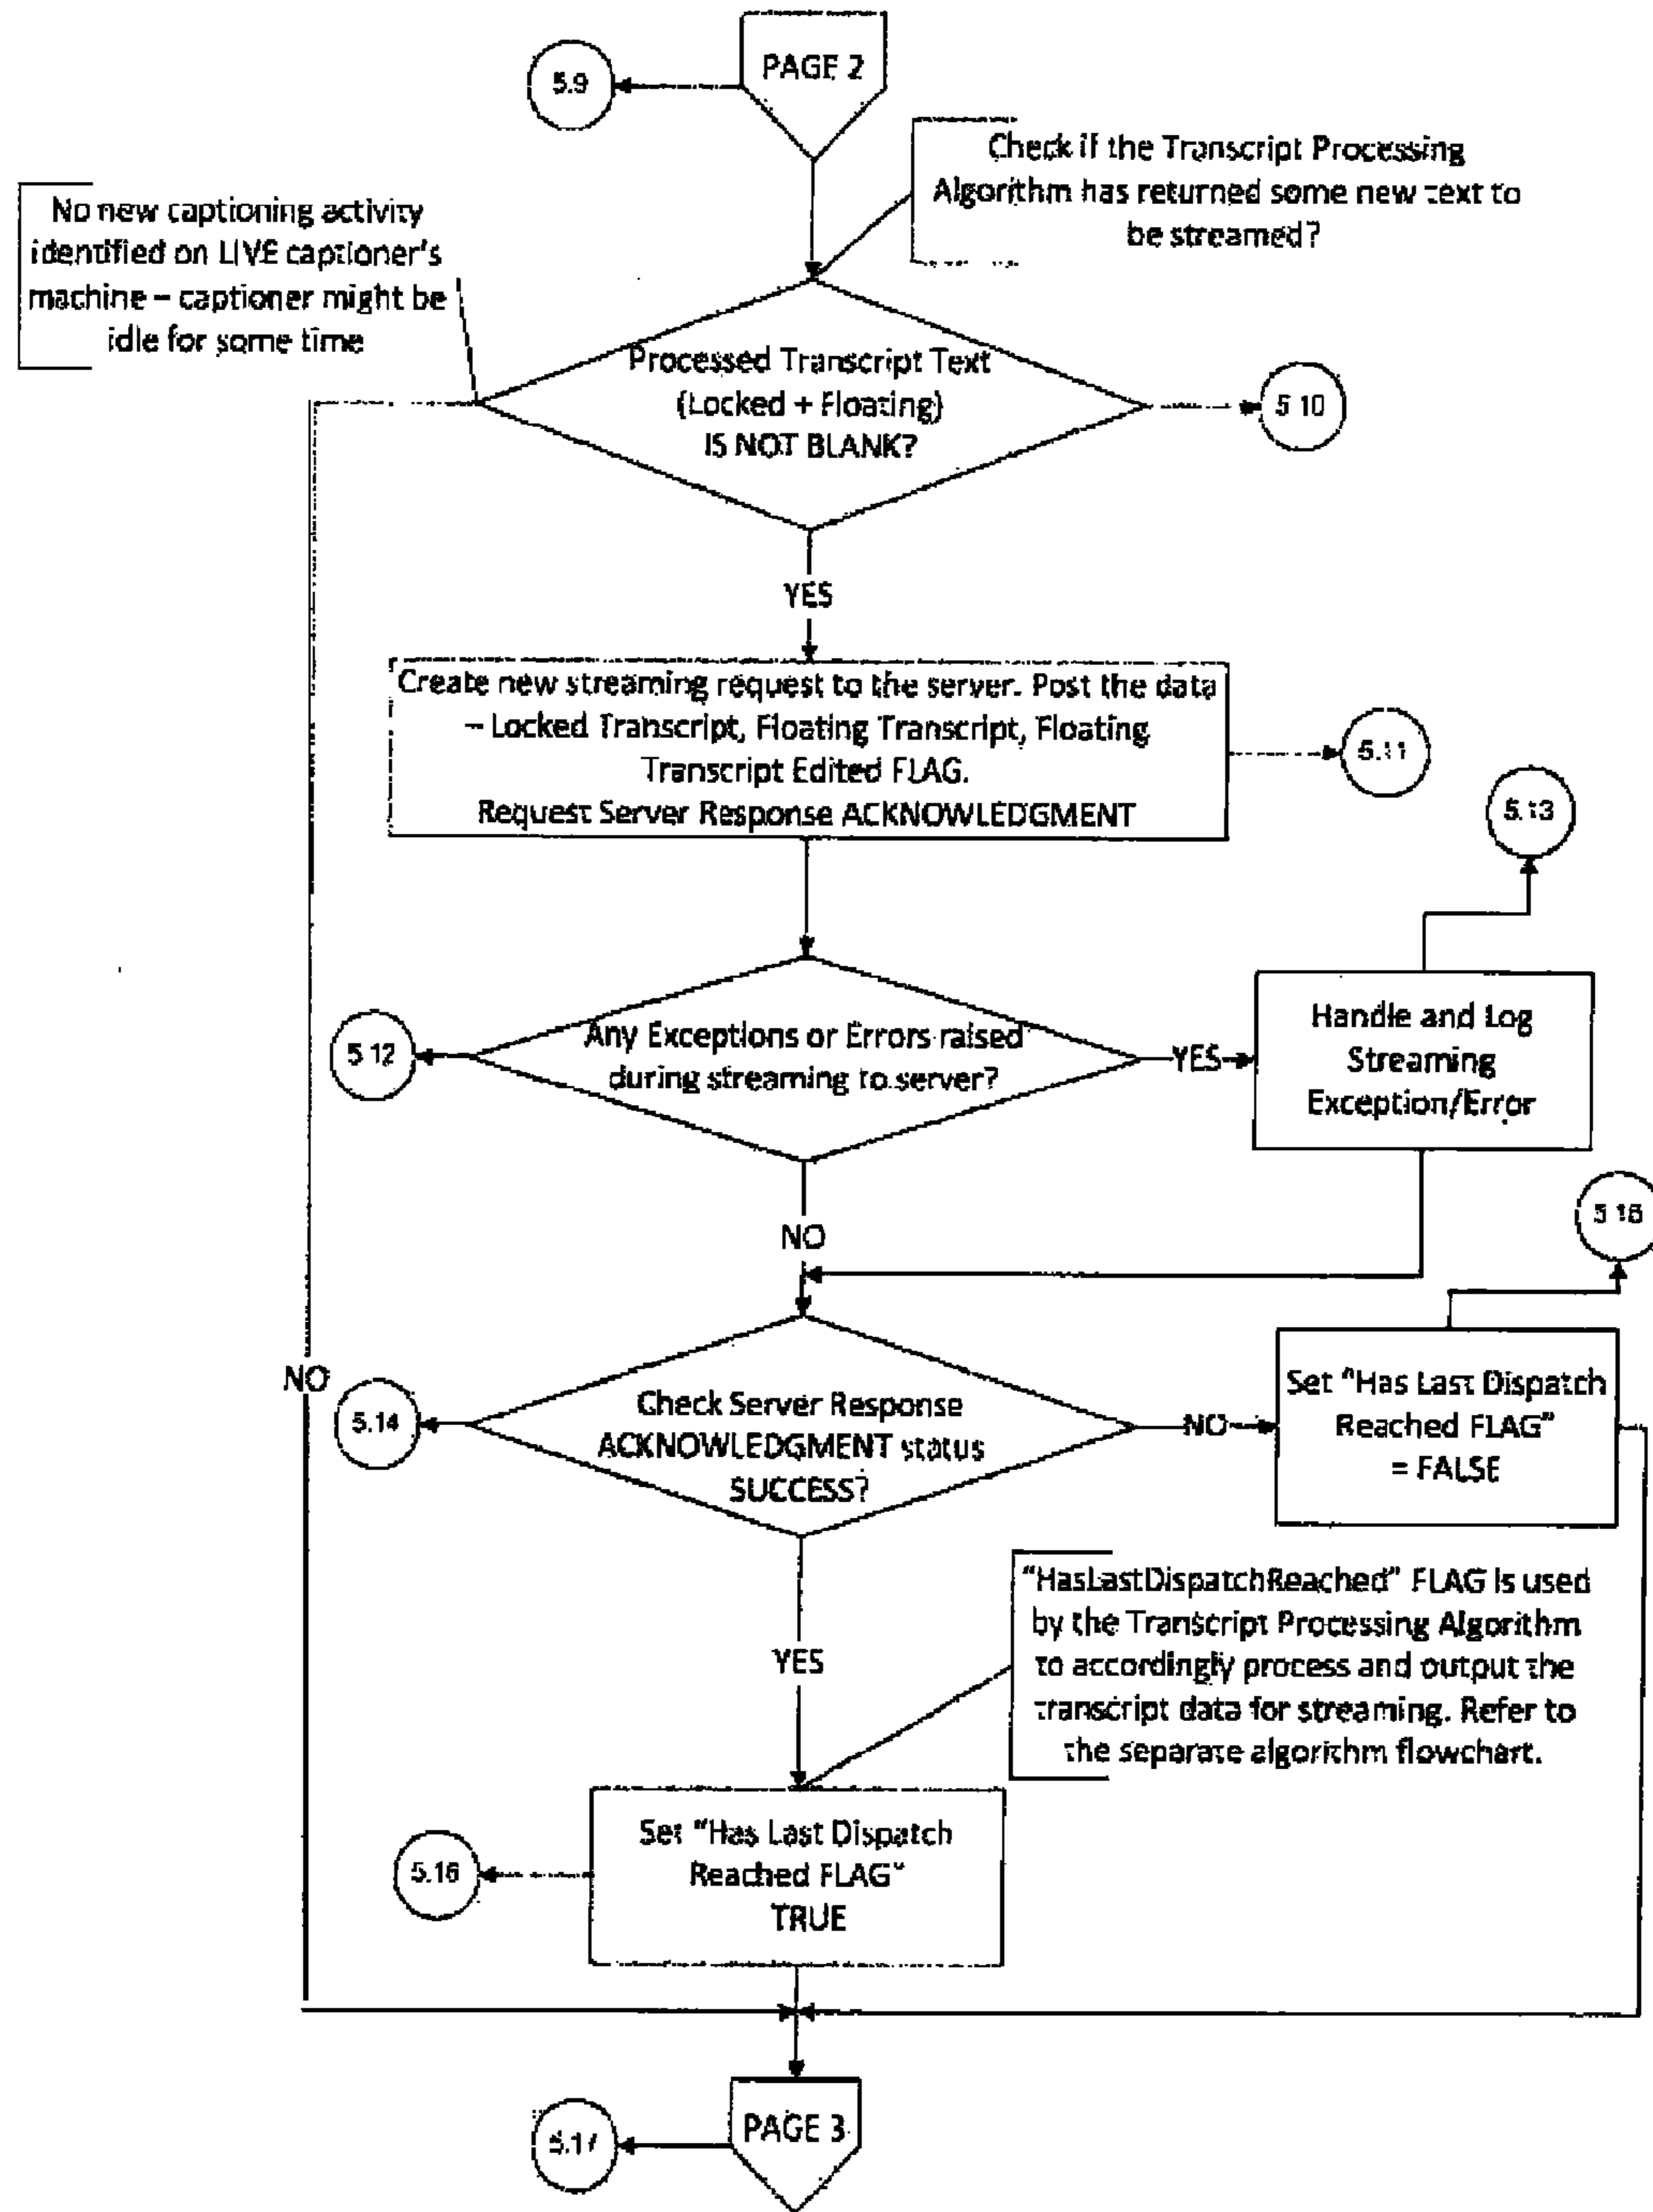 PAGE 2
5.9
Check if the Transcript Processing
Algorithm has returned some new text to
be streamed?
No new captioning activity
identified on LIVE captioner's
machine – captioner might be
idle for some time
Processed Transcript Text
(Locked + Floating)
IS NOT BLANK?
5.10
YES
Create new streaming request to the server. Post the data
– Locked Transcript, Floating Transcript, Floating
Transcript Edited FLAG.
Request Server Response ACKNOWLEDGMENT
5.11
5.13
Any Exceptions or Errors raised
during streaming to server?
5.12
YES
Handle and Log
Streaming
Exception/Error
NO
5.14
Check Server Response
ACKNOWLEDGMENT status
SUCCESS?
NO
Set "Has Last Dispatch
Reached FLAG"
= FALSE
NO
YES
"HasLastDispatchReached" FLAG is used
by the Transcript Processing Algorithm
to accordingly process and output the
transcript data for streaming. Refer to
the separate algorithm flowchart.
Set "Has Last Dispatch
Reached FLAG"
TRUE
5.16
PAGE 3
5.17